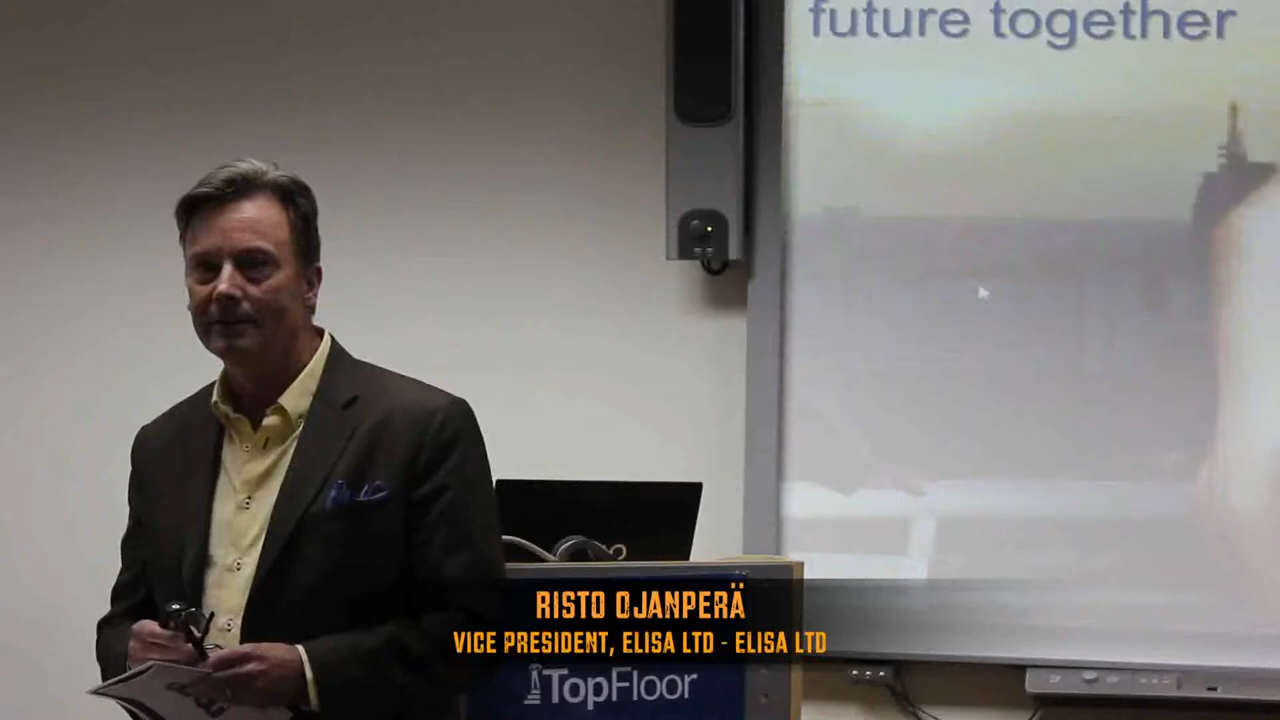 future together
RISTO OJANPERÄ
VICE PRESIDENT, ELISA LTD - ELISA LTD
TopFloor